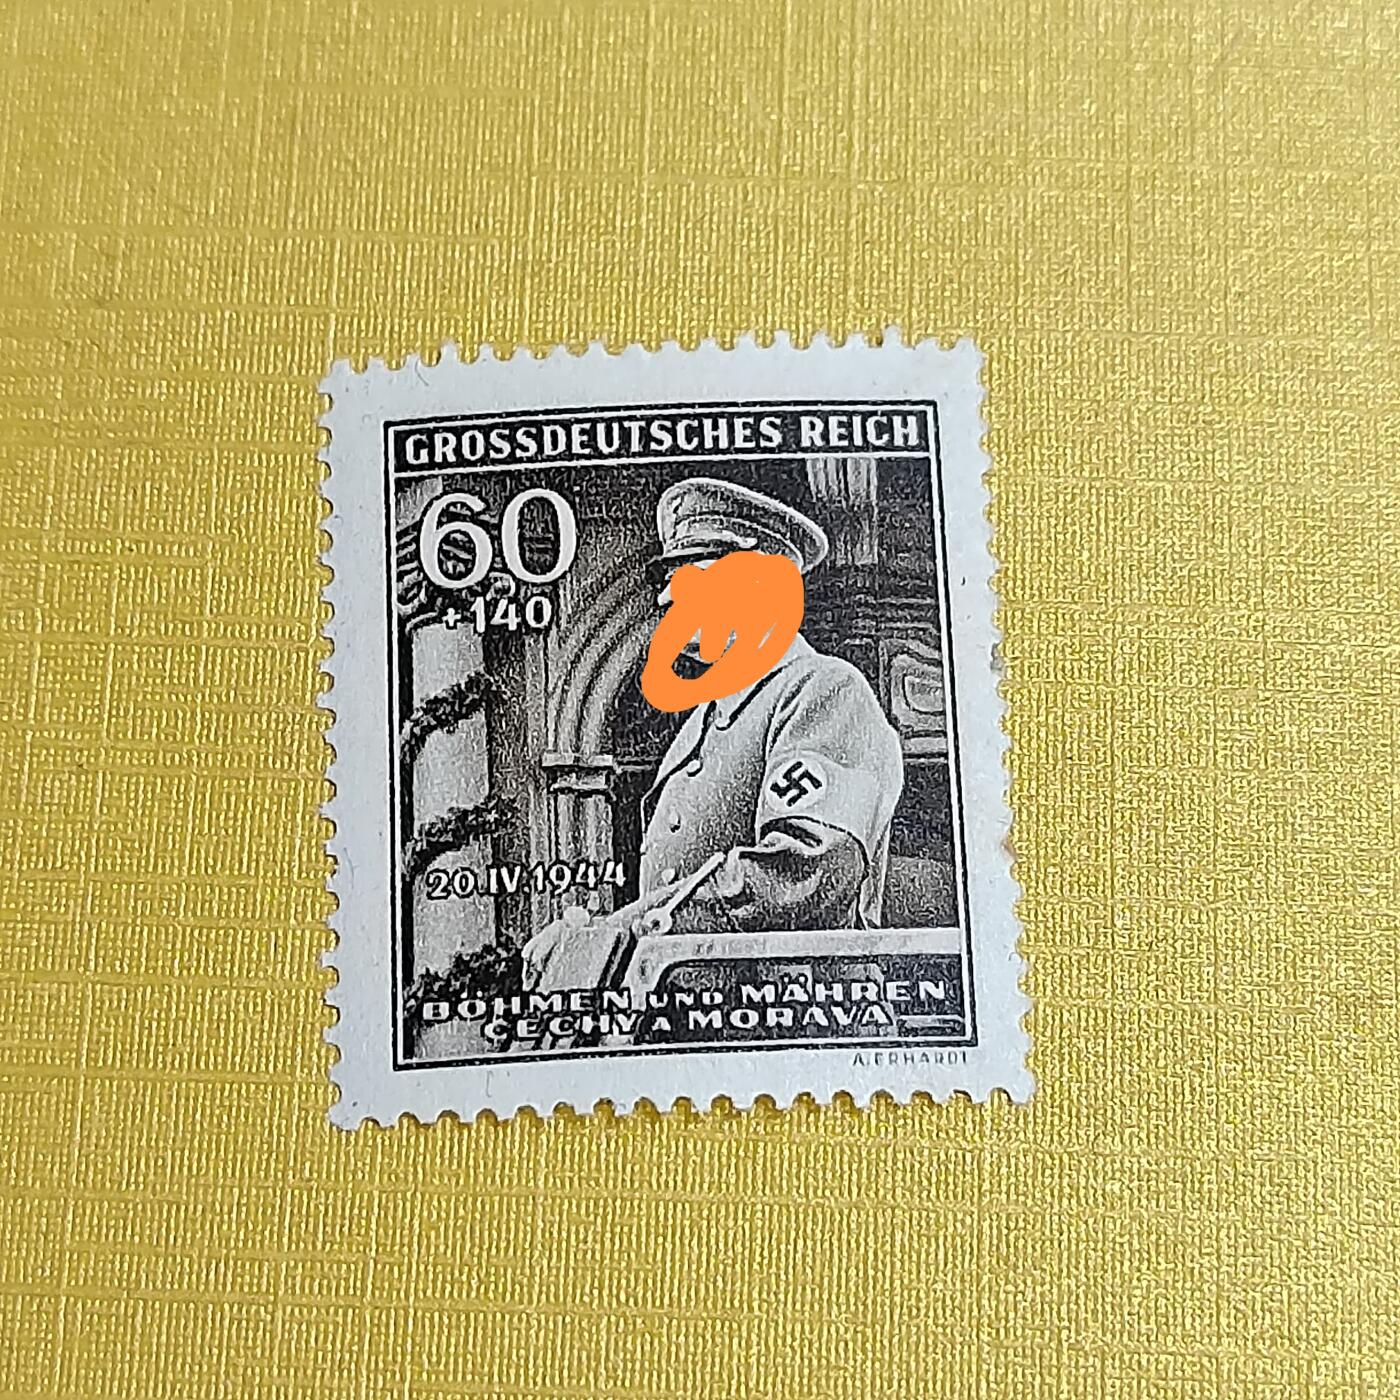 GROSSDEUTSCHES REICH
60
+140
20.IV.1944
BÖHMEN UND MÄHREN
ČECHY A MORAVA
A.ERHARDT